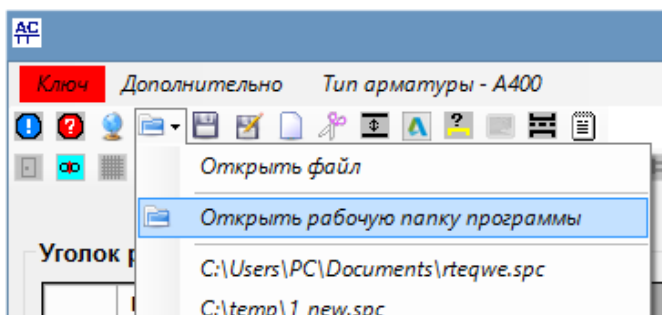 АС
Ключ Дополнительно Тип арматуры - А400
Открыть файл
Открыть рабочую папку программы
Уголок
C:\Users\PC\Documents\rteqwe.spc
C:\temp\1_new.spc